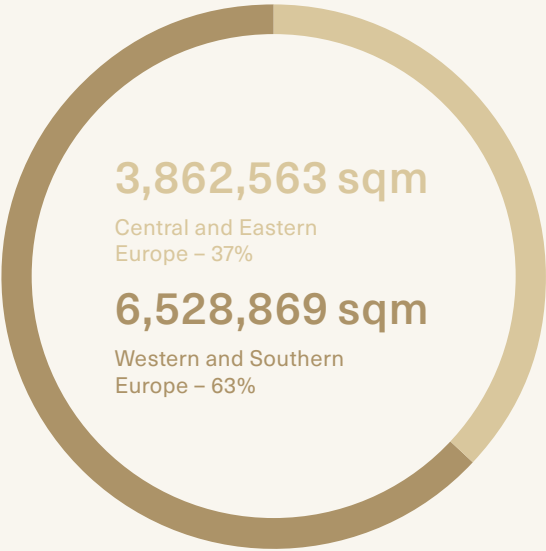 3,862,563 sqm
Central and Eastern
Europe – 37%
6,528,869 sqm
Western and Southern
Europe – 63%